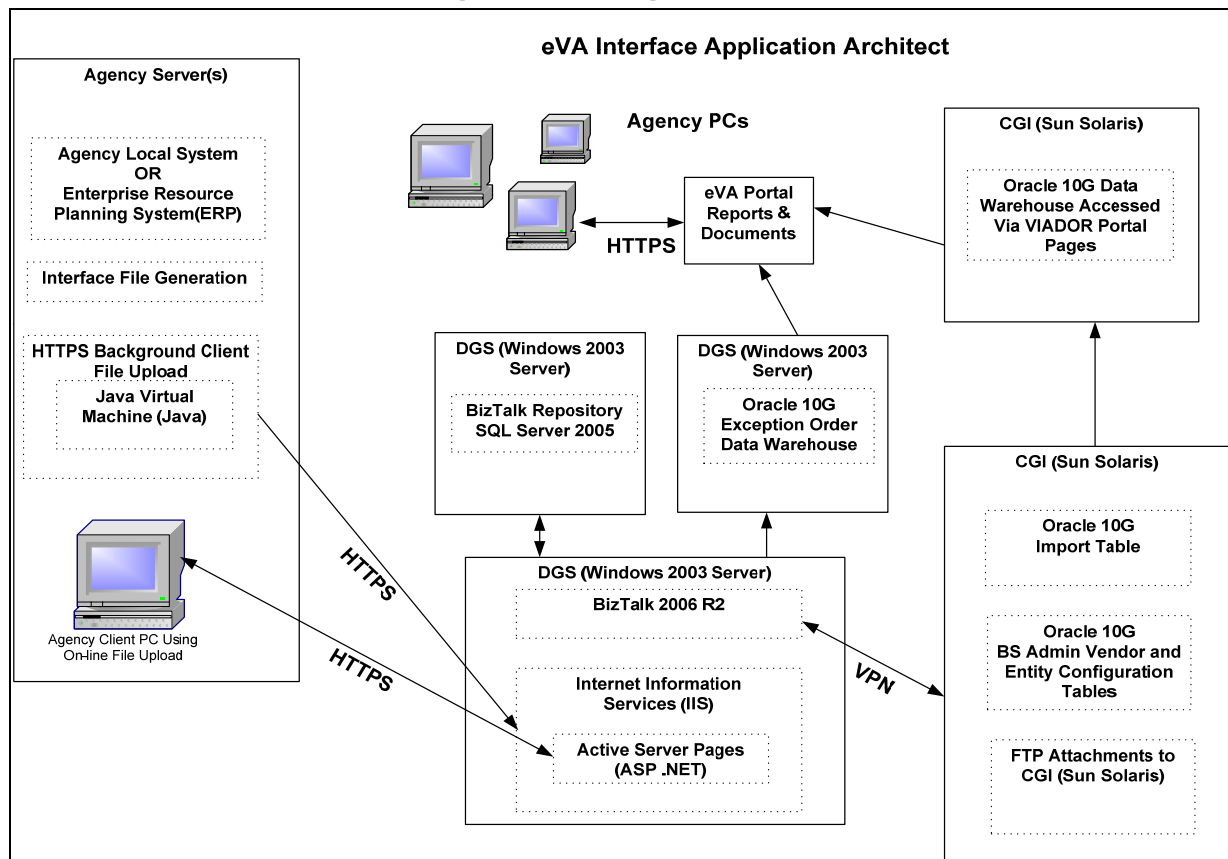 eVA Interface Application Architect
Agency Server(s)
Agency Local System
OR
Enterprise Resource
Planning System(ERP)
Interface File Generation
HTTPS Background Client
File Upload
Java Virtual
Machine (Java)
Agency Client PC Using
On-line File Upload
HTTPS
HTTPS
Agency PCs
HTTPS
eVA Portal
Reports &
Documents
CGI (Sun Solaris)
Oracle 10G Data
Warehouse Accessed
Via VIADOR Portal
Pages
DGS (Windows 2003
Server)
BizTalk Repository
SQL Server 2005
DGS (Windows 2003
Server)
Oracle 10G
Exception Order
Data Warehouse
DGS (Windows 2003 Server)
BizTalk 2006 R2
Internet Information
Services (IIS)
Active Server Pages
(ASP .NET)
VPN
CGI (Sun Solaris)
Oracle 10G
Import Table
Oracle 10G
BS Admin Vendor and
Entity Configuration
Tables
FTP Attachments to
CGI (Sun Solaris)